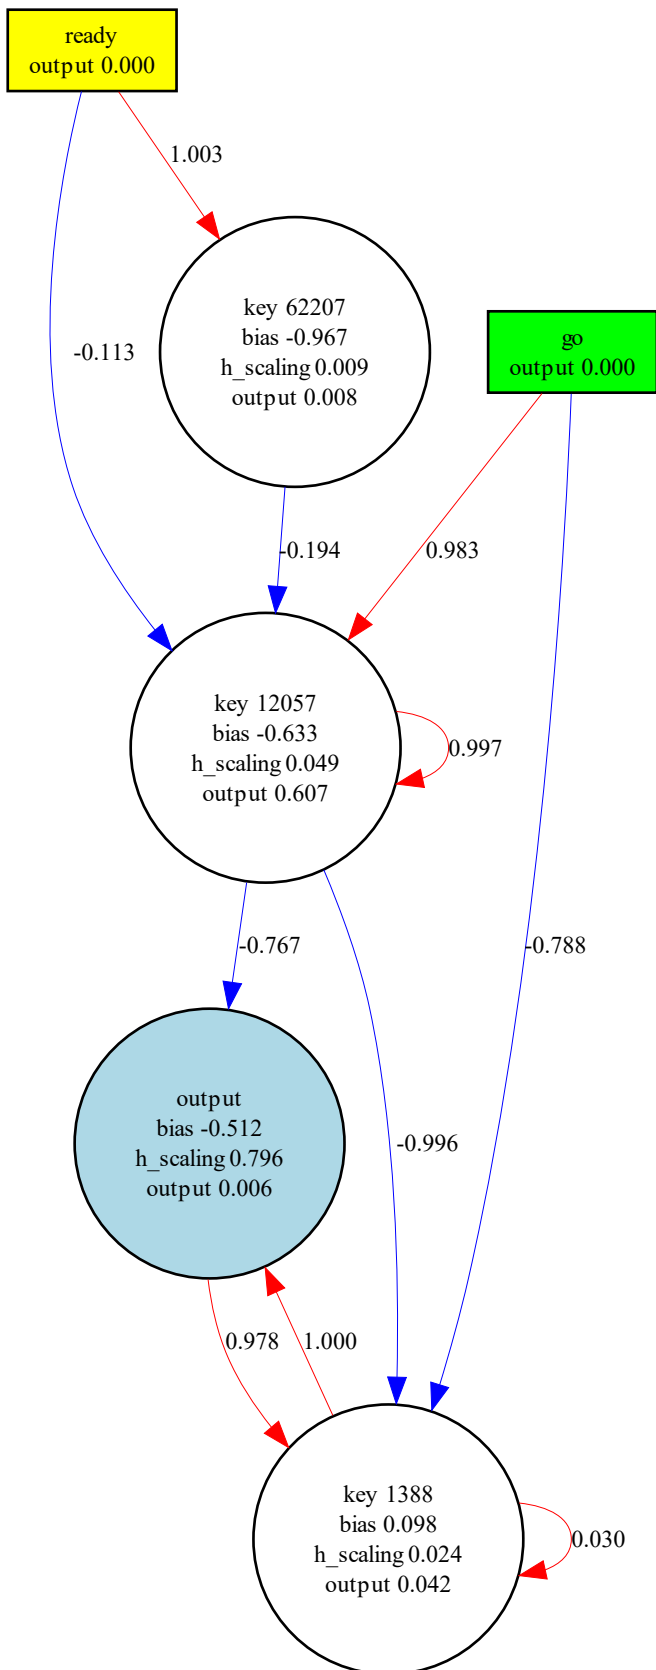 ready
output 0.000
1.003
key 62207
bias -0.967
h_scaling 0.009
output 0.008
go
output 0.000
-0.113
-0.194
0.983
key 12057
bias -0.633
h_scaling 0.049
output 0.607
0.997
-0.767
-0.788
output
bias -0.512
h_scaling 0.796
output 0.006
-0.996
0.978
1.000
key 1388
bias 0.098
h_scaling 0.024
output 0.042
0.030